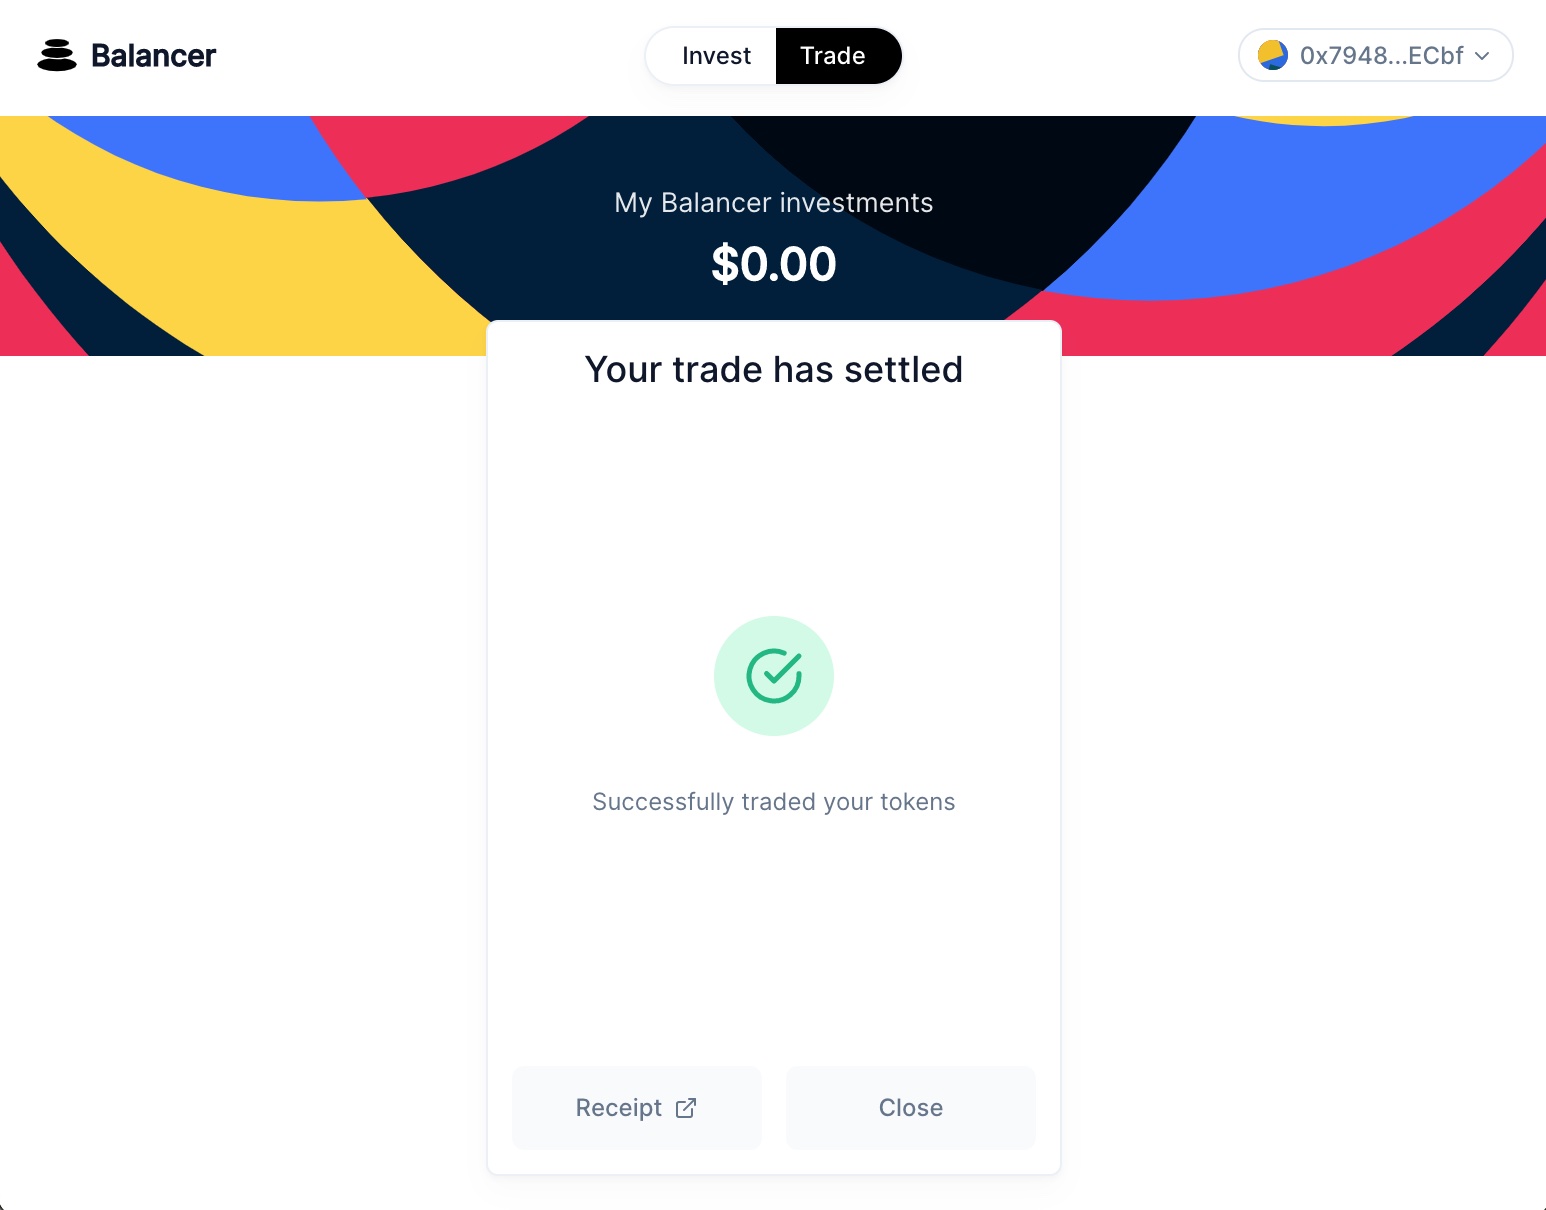 Balancer
Invest
Trade
0x7948...ECbf
My Balancer investments
$0.00
Your trade has settled
Successfully traded your tokens
Receipt
Close